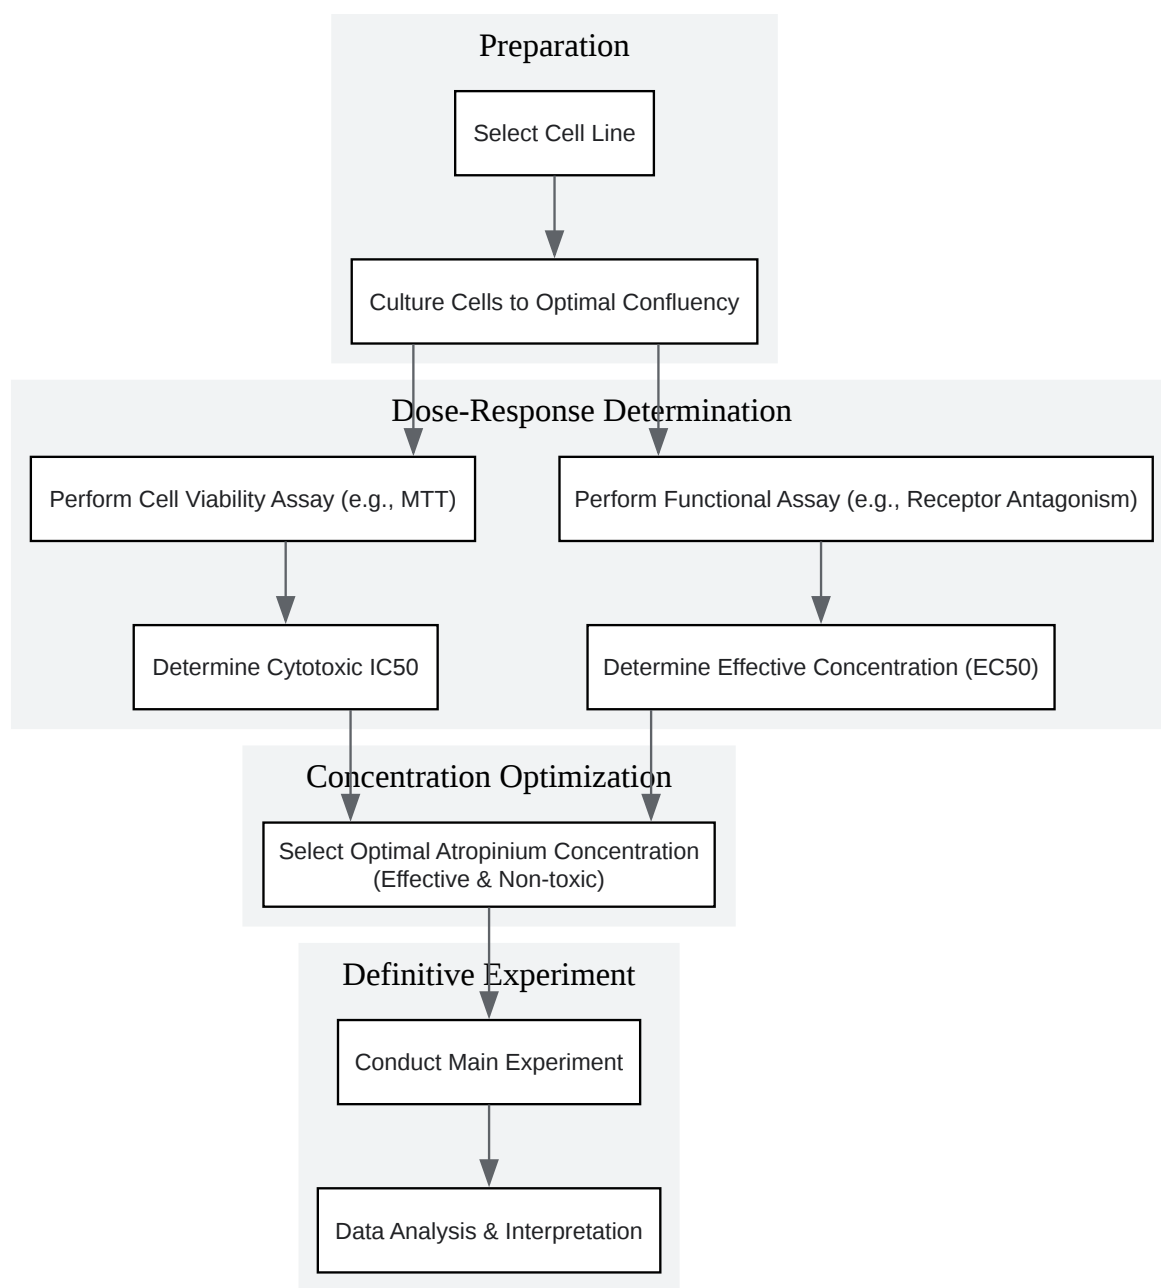 Preparation
Select Cell Line
Culture Cells to Optimal Confluency
Dose-Response Determination
Perform Cell Viability Assay (e.g., MTT)
Perform Functional Assay (e.g., Receptor Antagonism)
Determine Cytotoxic IC50
Determine Effective Concentration (EC50)
Concentration Optimization
Select Optimal Atropinium Concentration
(Effective & Non-toxic)
Definitive Experiment
Conduct Main Experiment
Data Analysis & Interpretation